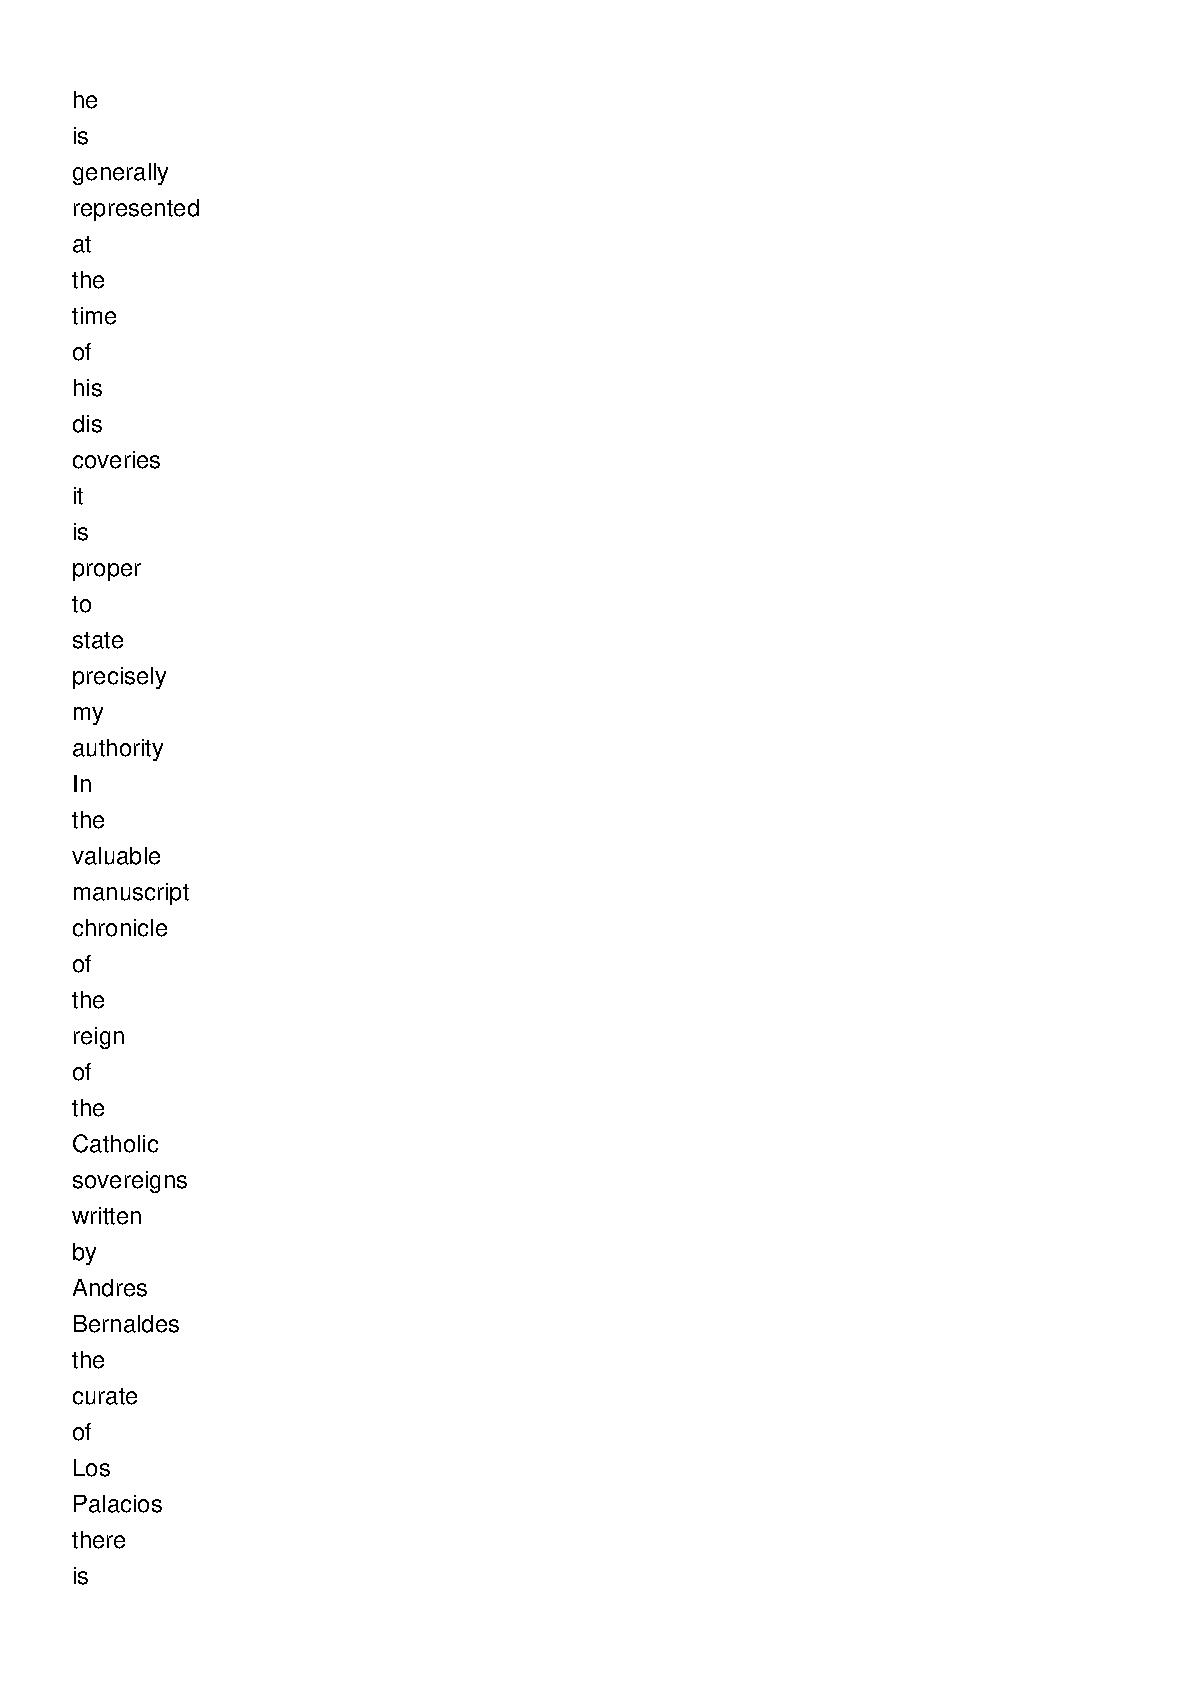 he
is
generally
represented
at
the
time
of
his
dis
coveries
it
is
proper
to
state
precisely
my
authority
In
the
valuable
manuscript
chronicle
of
the
reign
of
the
Catholic
sovereigns
written
by
Andres
Bernaldes
the
curate
of
Los
Palacios
there
is